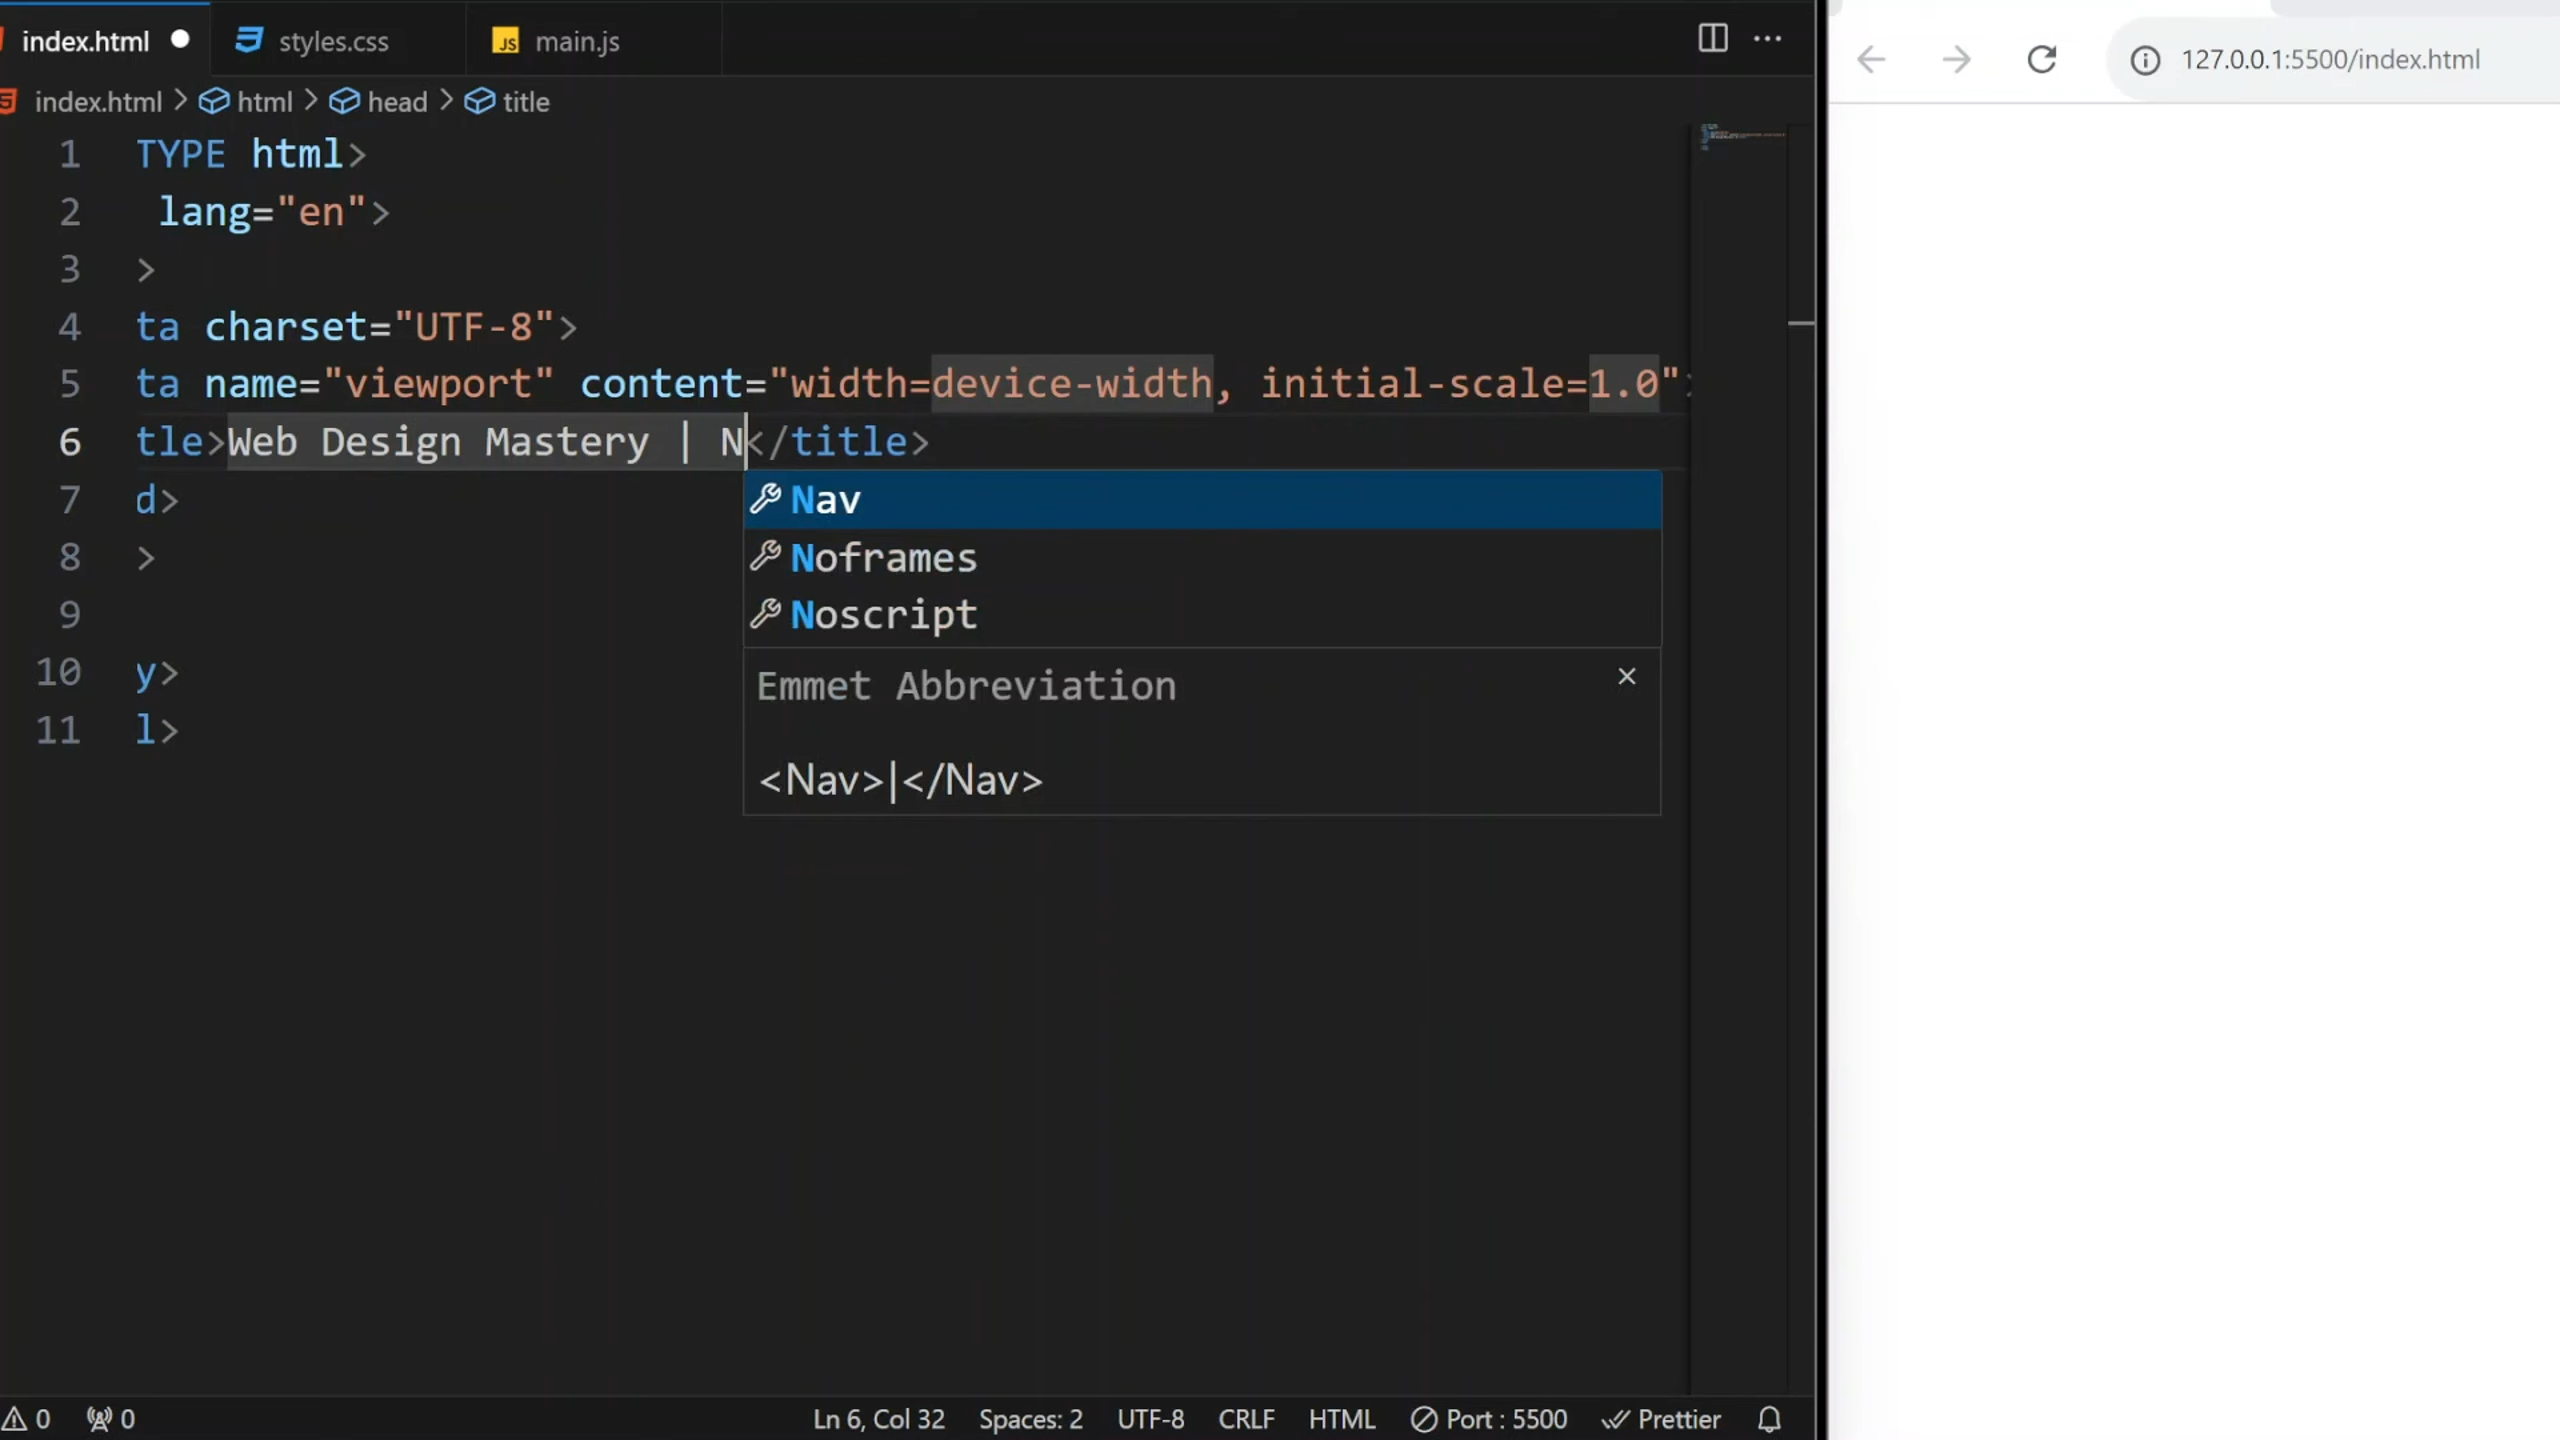 index.html
styles.css
JS main.js
127.0.0.1:5500/index.html
index.html > html > head > title
1 TYPE html>
2 lang="en">
3 >
4 ta charset="UTF-8">
5 ta name="viewport" content="width=device-width, initial-scale=1.0">
6 tle>Web Design Mastery | N</title>
7 d>
8 >
9
10 y>
11 l>
Nav
Noframes
Noscript
Emmet Abbreviation
<Nav>|</Nav>
0 0 Ln 6, Col 32 Spaces: 2 UTF-8 CRLF HTML Port : 5500 Prettier